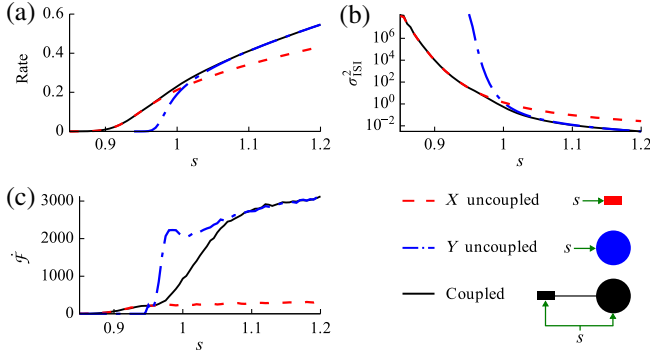 (a)
0.6
0.4
0.2
0
Rate
0.9
1
1.1
1.2
s
(b)
10^6
10^4
10^2
10^0
10^−2
σ²_ISI
0.9
1
1.1
1.2
s
(c)
3000
2000
1000
0
ℱ̇
0.9
1
1.1
1.2
s
X uncoupled
s
Y uncoupled
s
Coupled
s